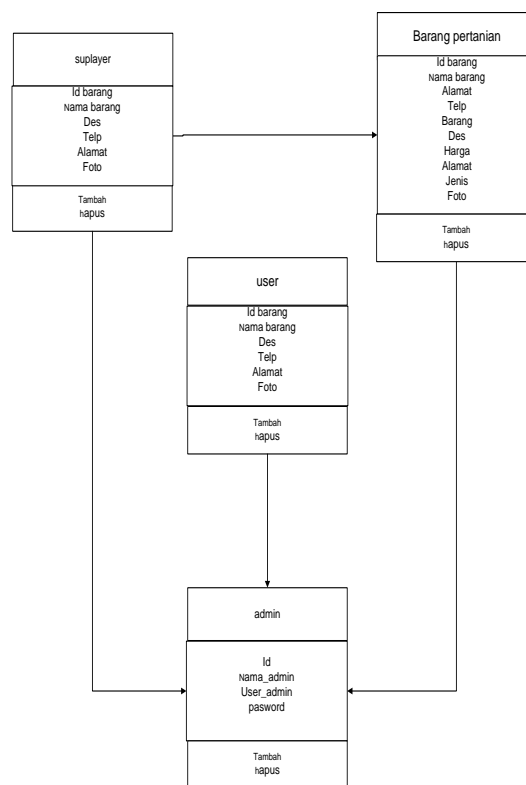 suplayer
Id barang
Nama barang
Des
Telp
Alamat
Foto
Tambah
hapus
Barang pertanian
Id barang
Nama barang
Alamat
Telp
Barang
Des
Harga
Alamat
Jenis
Foto
Tambah
hapus
user
Id barang
Nama barang
Des
Telp
Alamat
Foto
Tambah
hapus
admin
Id
Nama_admin
User_admin
pasword
Tambah
hapus